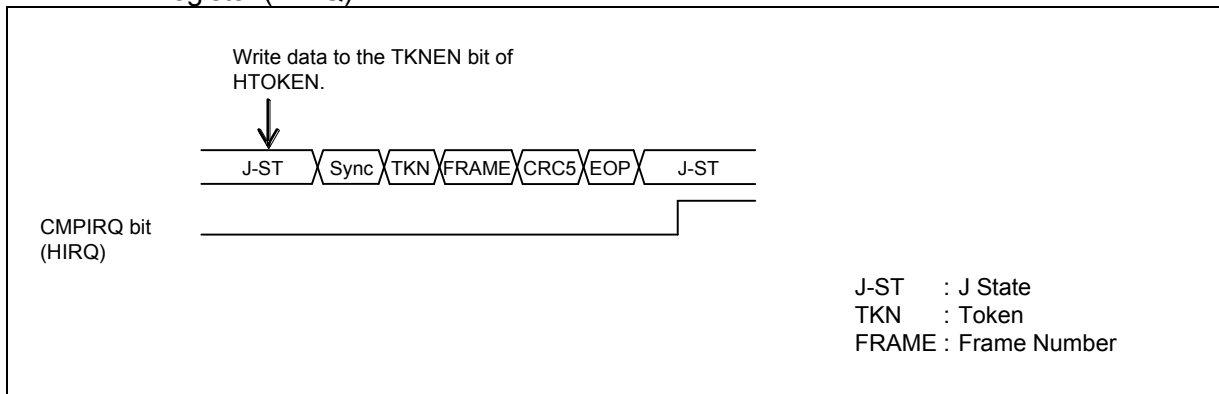 Write data to the TKNEN bit of
HTOKEN.
J-ST Sync TKN FRAME CRC5 EOP J-ST
CMPIRQ bit
(HIRQ)
J-ST : J State
TKN : Token
FRAME : Frame Number